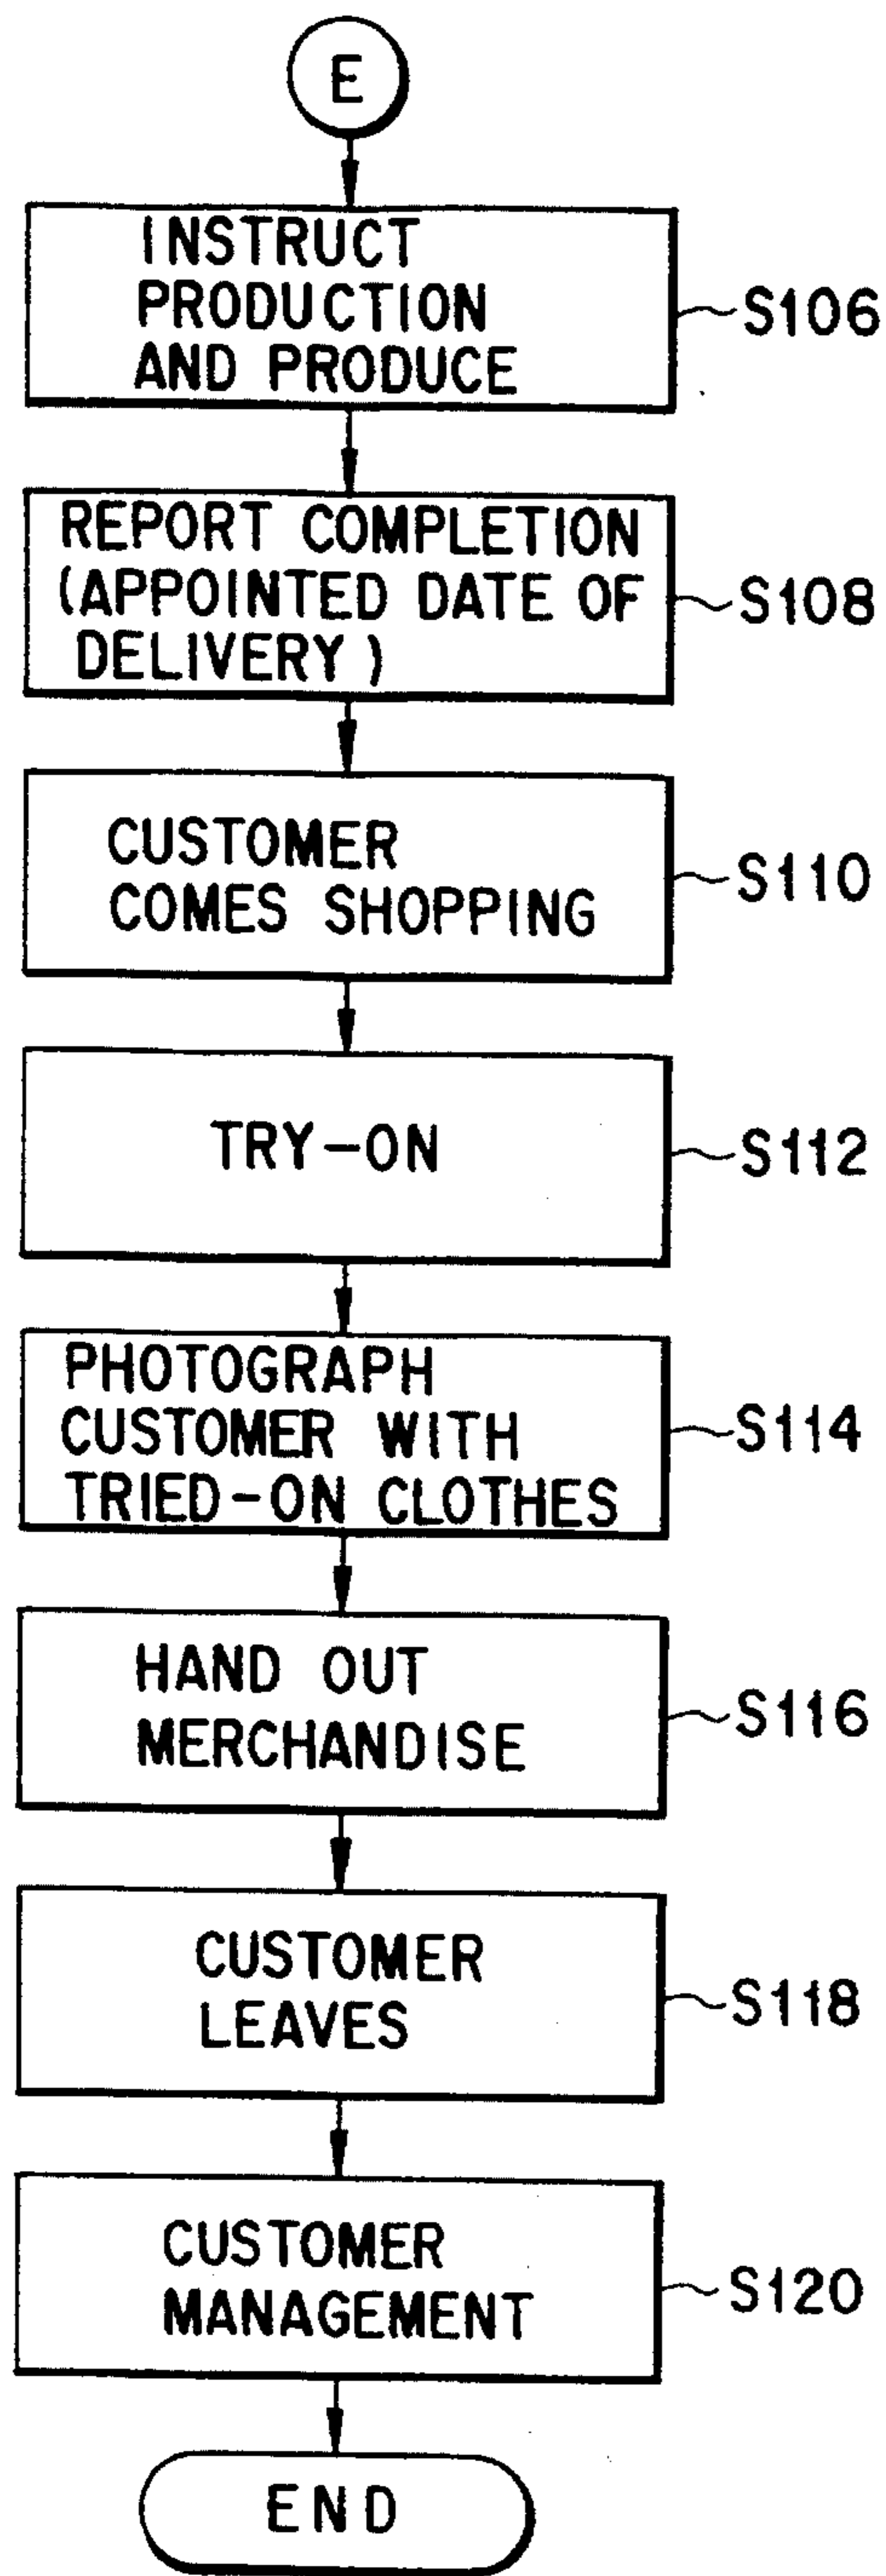 E
INSTRUCT
PRODUCTION
AND PRODUCE
S106
REPORT COMPLETION
(APPOINTED DATE OF
DELIVERY)
S108
CUSTOMER
COMES SHOPPING
S110
TRY-ON
S112
PHOTOGRAPH
CUSTOMER WITH
TRIED-ON CLOTHES
S114
HAND OUT
MERCHANDISE
S116
CUSTOMER
LEAVES
S118
CUSTOMER
MANAGEMENT
S120
END